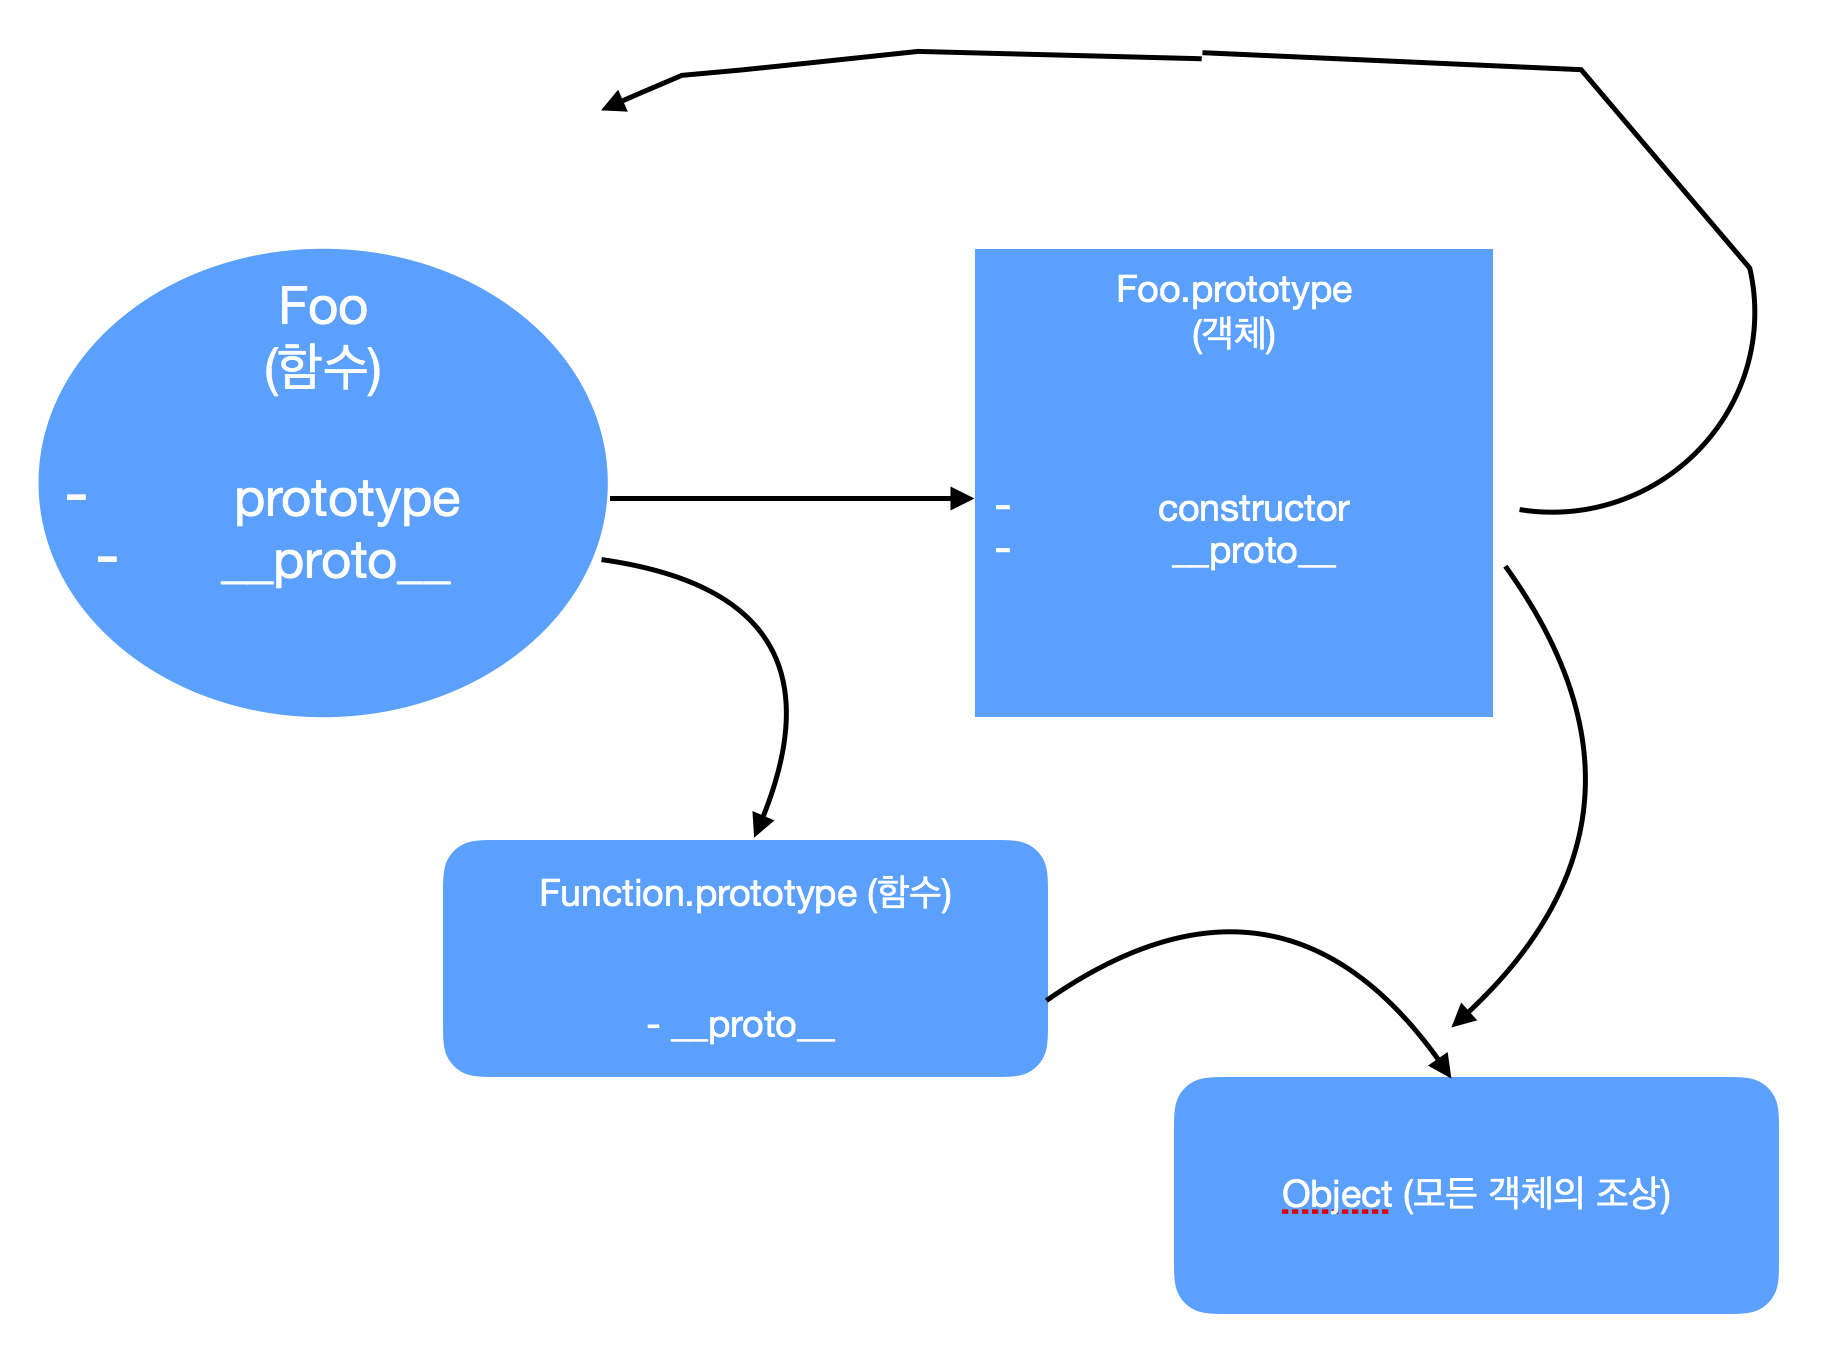 Foo
(함수)
- prototype
- __proto__
Foo.prototype
(객체)
- constructor
- __proto__
Function.prototype (함수)
- __proto__
Object (모든 객체의 조상)